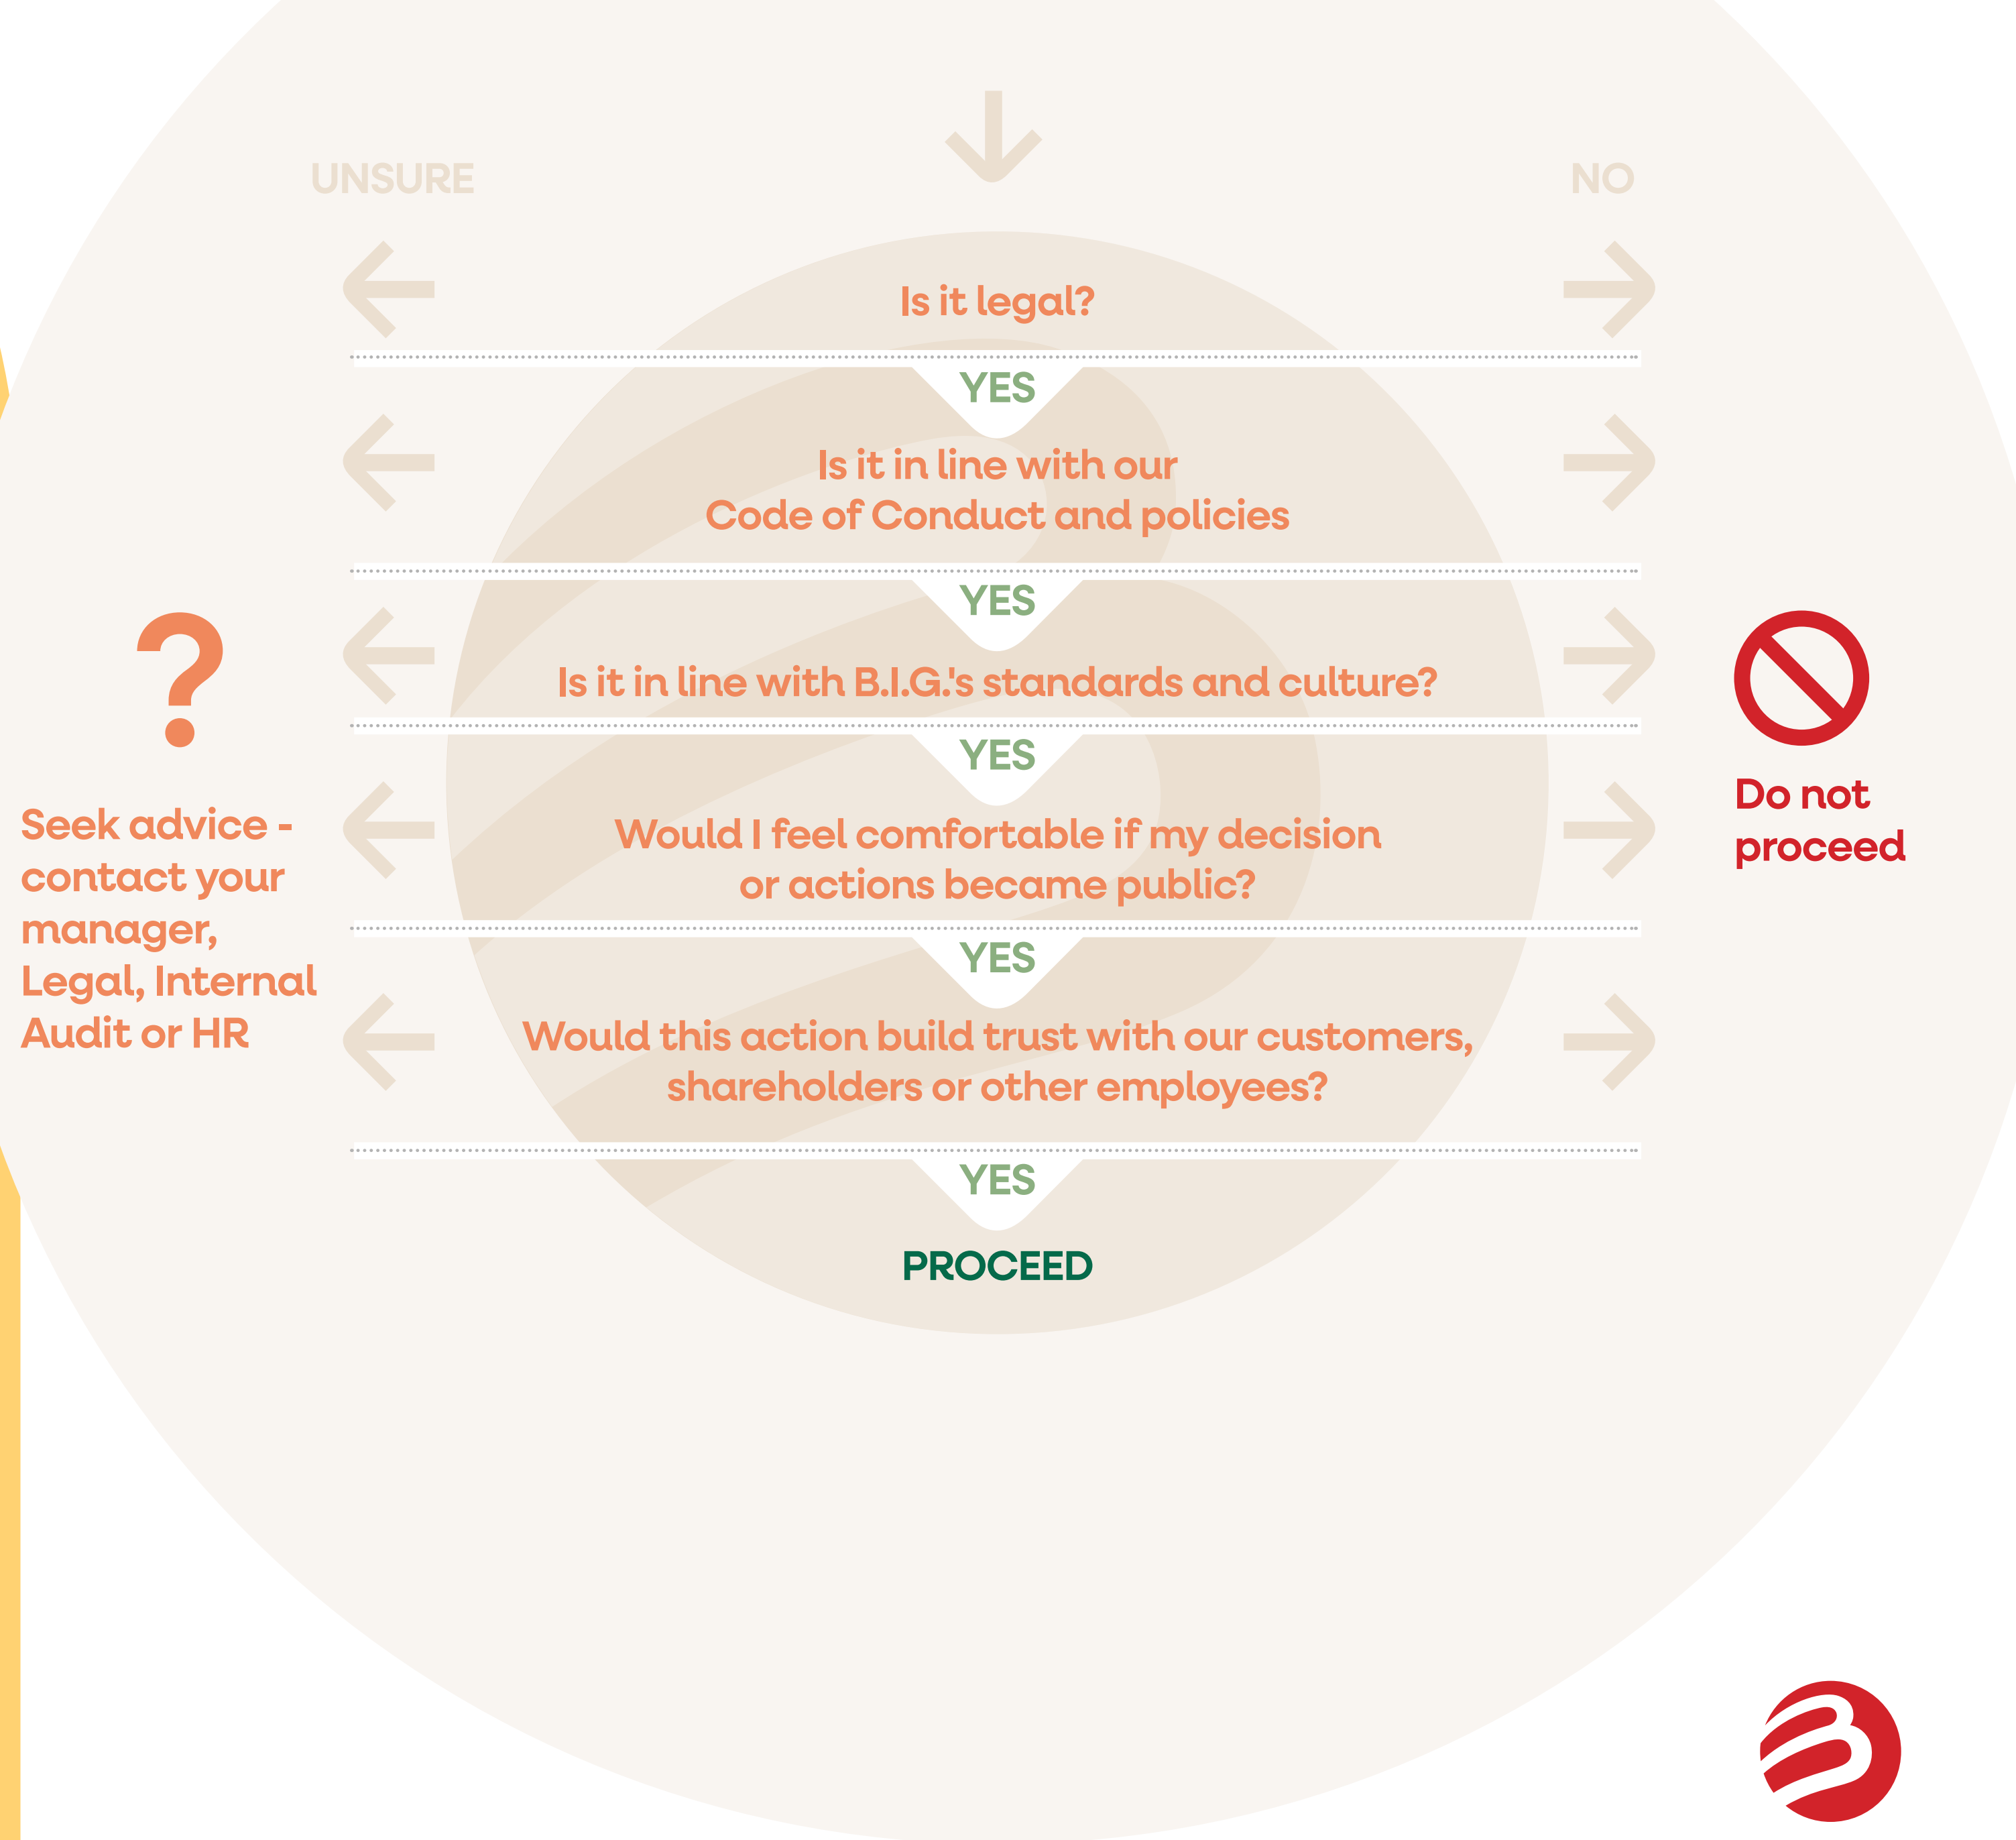 UNSURE
NO
Is it legal?
YES
Is it in line with our
Code of Conduct and policies
YES
Is it in line with B.I.G.'s standards and culture?
YES
Would I feel comfortable if my decision
or actions became public?
YES
Would this action build trust with our customers,
shareholders or other employees?
YES
PROCEED
?
Seek advice -
contact your
manager,
Legal, Internal
Audit or HR
Do not
proceed